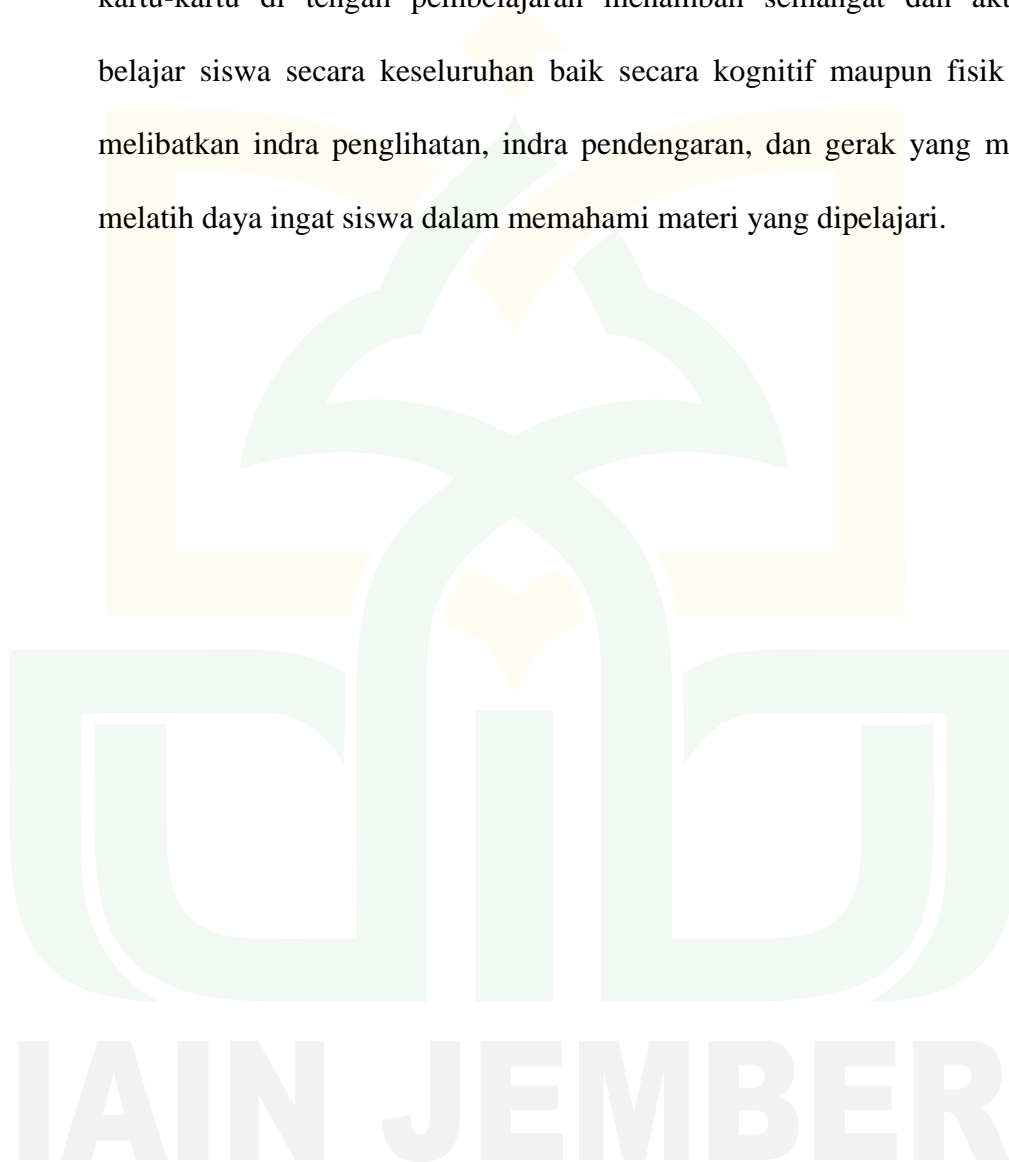 kartu-kartu di tengah pembelajaran menambah semangat dan
belajar siswa secara keseluruhan baik secara kognitif maupun fisik
melibatkan indra penglihatan, indra pendengaran, dan gerak yang
melatih daya ingat siswa dalam memahami materi yang dipelajari.
IAIN JEMBER